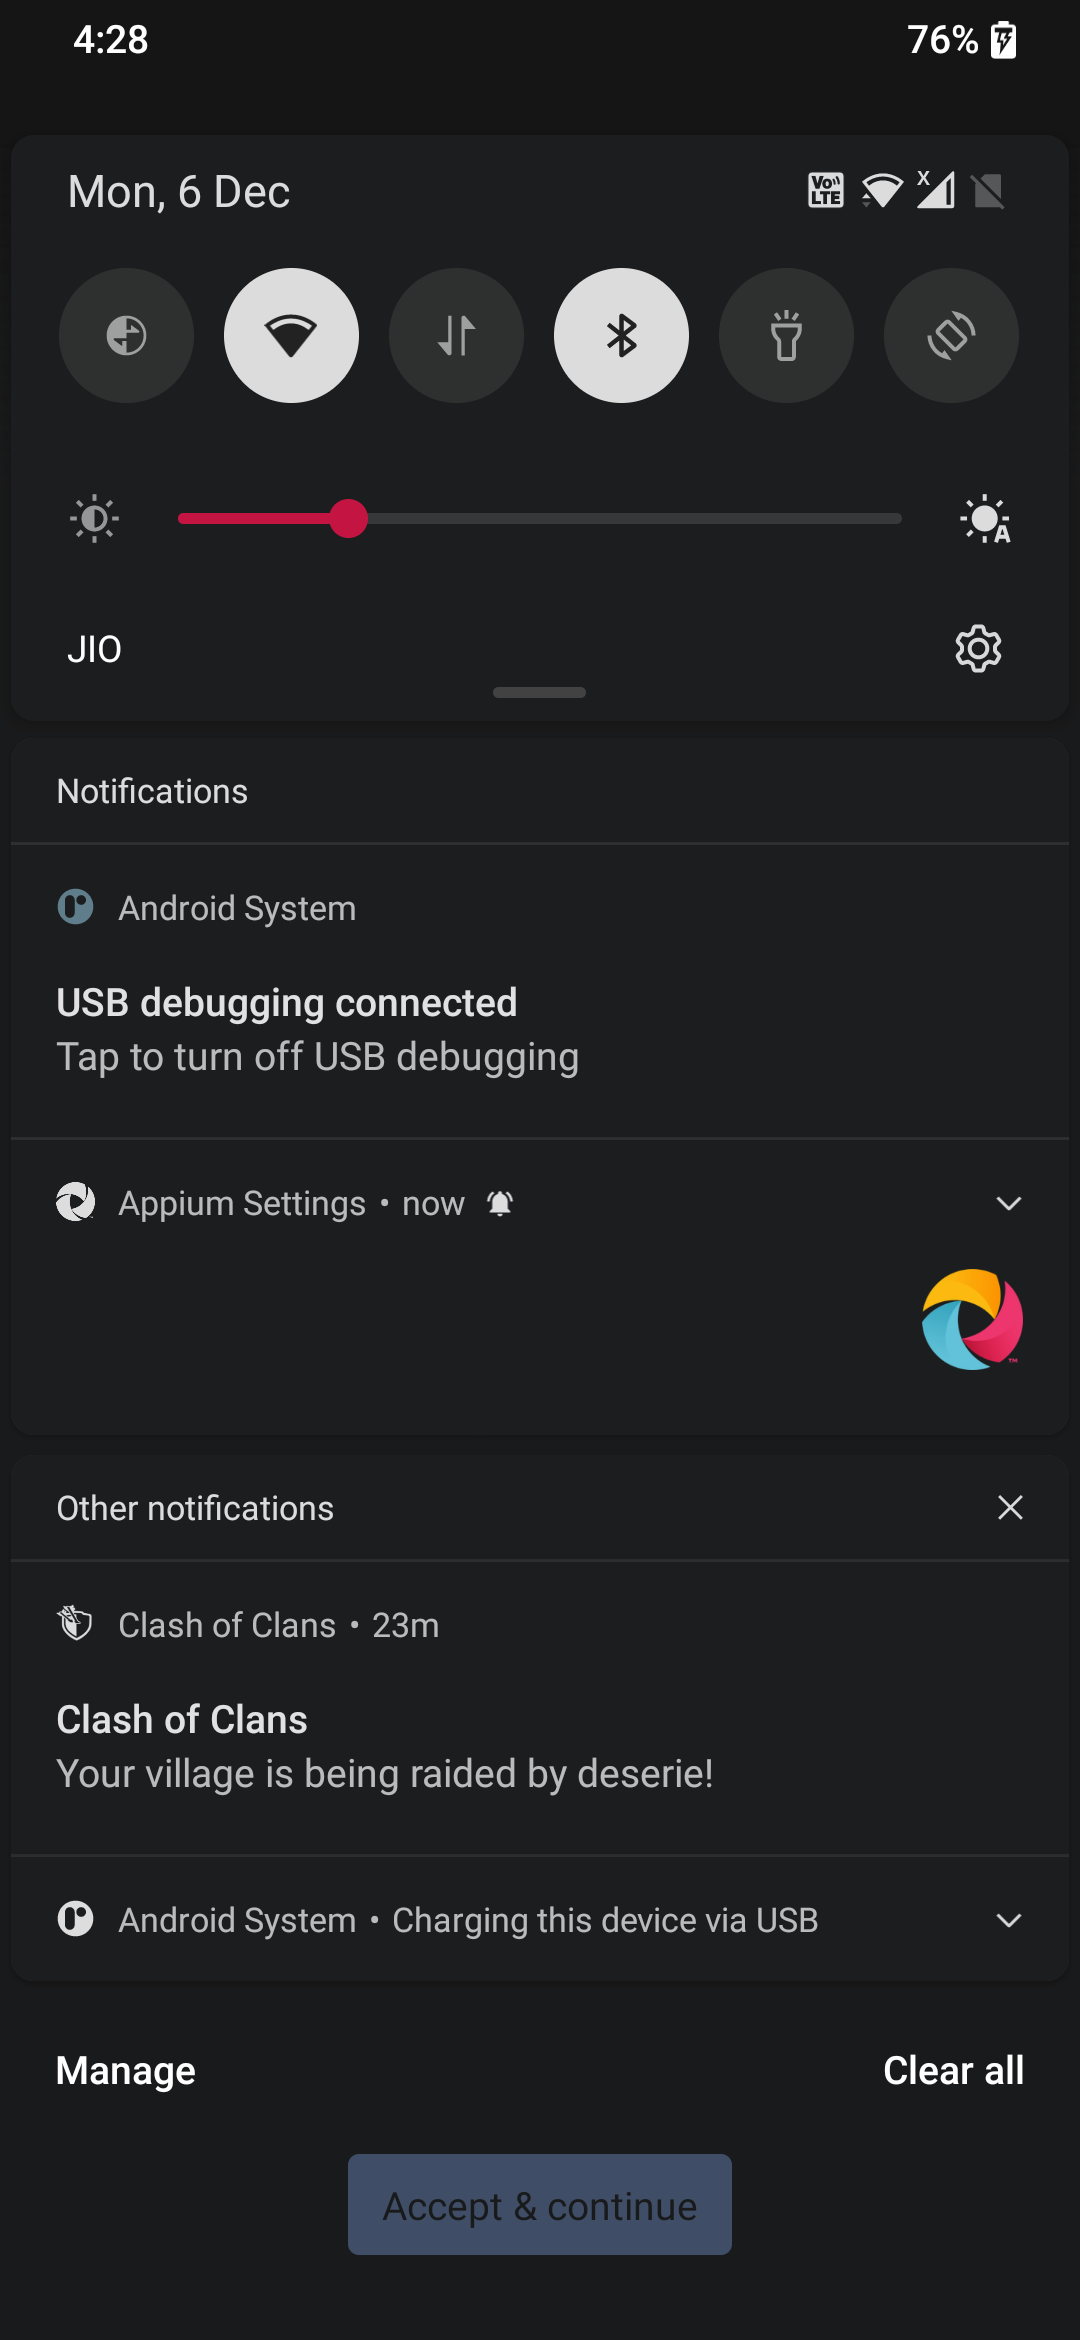 4:28
76%
Mon, 6 Dec
Vo LTE
X
A
JIO
Notifications
Android System
USB debugging connected
Tap to turn off USB debugging
Appium Settings • now
TM
Other notifications
Clash of Clans • 23m
Clash of Clans
Your village is being raided by deserie!
Android System • Charging this device via USB
Manage
Clear all
Accept & continue